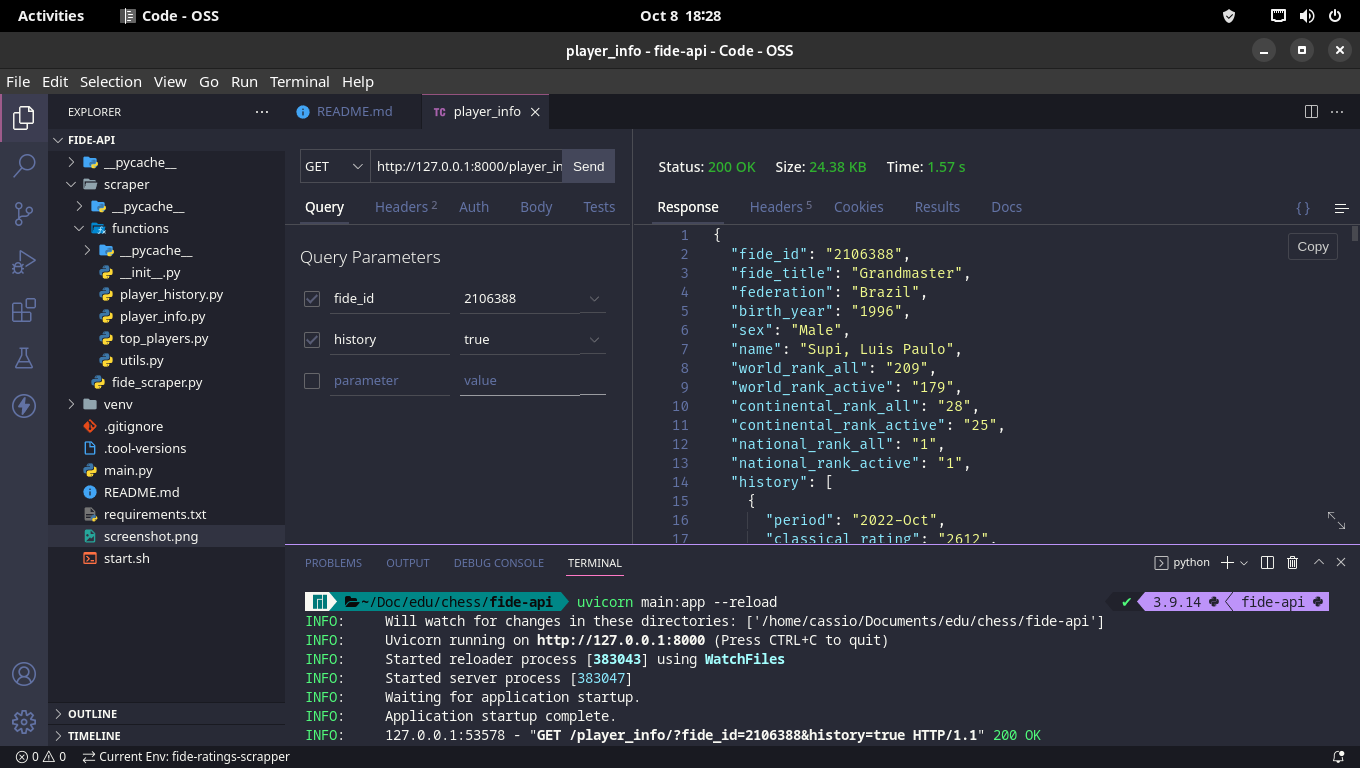 Activities Code - OSS Oct 8 18:28
player_info - fide-api - Code - OSS
File Edit Selection View Go Run Terminal Help
EXPLORER
FIDE-API
__pycache__
scraper
__pycache__
functions
__pycache__
__init__.py
player_history.py
player_info.py
top_players.py
utils.py
fide_scraper.py
venv
.gitignore
.tool-versions
main.py
README.md
requirements.txt
screenshot.png
start.sh
OUTLINE
TIMELINE
README.md TC player_info
GET http://127.0.0.1:8000/player_in Send
Query Headers 2 Auth Body Tests
Query Parameters
fide_id 2106388
history true
parameter value
Status: 200 OK Size: 24.38 KB Time: 1.57 s
Response Headers 5 Cookies Results Docs { }
Copy
1 {
2 "fide_id": "2106388",
3 "fide_title": "Grandmaster",
4 "federation": "Brazil",
5 "birth_year": "1996",
6 "sex": "Male",
7 "name": "Supi, Luis Paulo",
8 "world_rank_all": "209",
9 "world_rank_active": "179",
10 "continental_rank_all": "28",
11 "continental_rank_active": "25",
12 "national_rank_all": "1",
13 "national_rank_active": "1",
14 "history": [
15 {
16 "period": "2022-Oct",
17 "classical_rating": "2612",
PROBLEMS OUTPUT DEBUG CONSOLE TERMINAL python
~/Doc/edu/chess/fide-api uvicorn main:app --reload ✔ 3.9.14 fide-api
INFO: Will watch for changes in these directories: ['/home/cassio/Documents/edu/chess/fide-api']
INFO: Uvicorn running on http://127.0.0.1:8000 (Press CTRL+C to quit)
INFO: Started reloader process [383043] using WatchFiles
INFO: Started server process [383047]
INFO: Waiting for application startup.
INFO: Application startup complete.
INFO: 127.0.0.1:53578 - "GET /player_info/?fide_id=2106388&history=true HTTP/1.1" 200 OK
0 0 Current Env: fide-ratings-scrapper